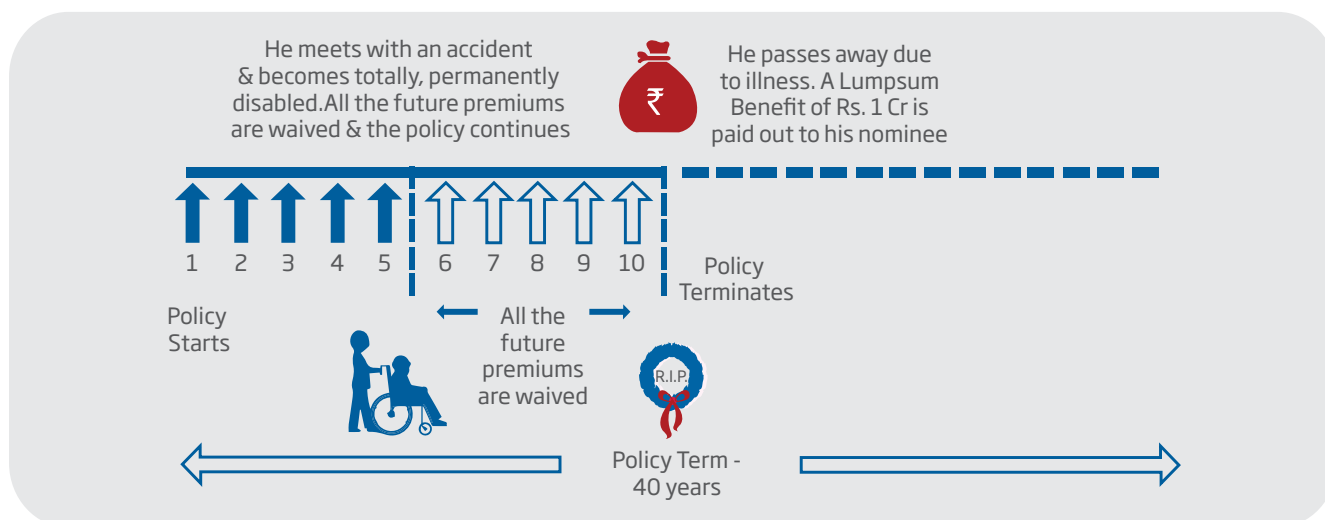 He meets with an accident
& becomes totally, permanently
disabled.All the future premiums
are waived & the policy continues
₹
He passes away due
to illness. A Lumpsum
Benefit of Rs. 1 Cr is
paid out to his nominee
1 2 3 4 5 6 7 8 9 10
Policy
Terminates
Policy
Starts
All the
future
premiums
are waived
R.I.P.
Policy Term -
40 years